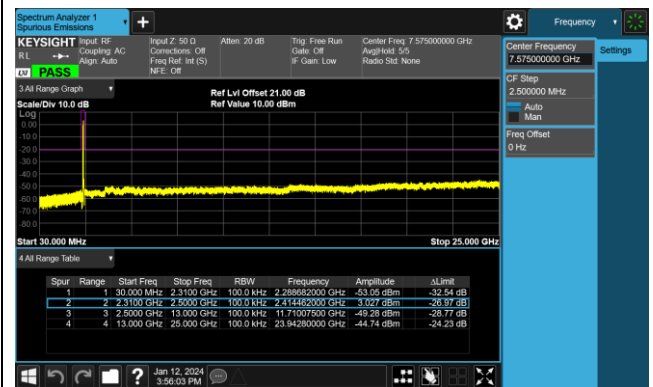 Spectrum Analyzer 1
Spurious Emissions
Frequency
KEYSIGHT Input: RF Input Z: 50 Ω Atten: 20 dB Trig: Free Run Center Freq: 7.575000000 GHz
R L Coupling: AC Corrections: Off Gate: Off Avg|Hold: 5/5
Align: Auto Freq Ref: Int (S) IF Gain: Low Radio Std: None
LXI PASS NFE: Off
Center Frequency
7.575000000 GHz
Settings
CF Step
2.500000 MHz
Auto
Man
Freq Offset
0 Hz
3 All Range Graph
Ref Lvl Offset 21.00 dB
Scale/Div 10.0 dB Ref Value 10.00 dBm
Log
0.00
-10.0
-20.0
-30.0
-40.0
-50.0
-60.0
-70.0
-80.0
Start 30.000 MHz Stop 25.000 GHz
4 All Range Table
Spur Range Start Freq Stop Freq RBW Frequency Amplitude ΔLimit
1 1 30.000 MHz 2.3100 GHz 100.0 kHz 2.288682000 GHz -53.05 dBm -32.54 dB
2 2 2.3100 GHz 2.5000 GHz 100.0 kHz 2.414462000 GHz 3.027 dBm -26.97 dB
3 3 2.5000 GHz 13.000 GHz 100.0 kHz 11.71007500 GHz -49.28 dBm -28.77 dB
4 4 13.000 GHz 25.000 GHz 100.0 kHz 23.94280000 GHz -44.74 dBm -24.23 dB
Jan 12, 2024
3:56:03 PM